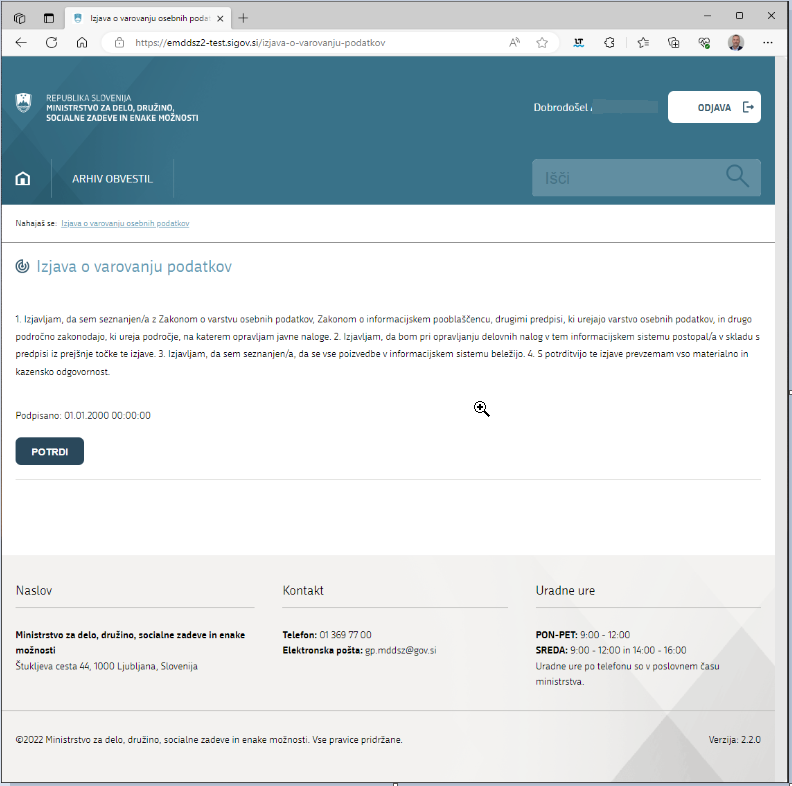 Izjava o varovanju osebnih podat
https://emddsz2-test.sigov.si/izjava-o-varovanju-podatkov
A
LT
REPUBLIKA SLOVENIJA
MINISTRSTVO ZA DELO, DRUŽINO,
SOCIALNE ZADEVE IN ENAKE MOŽNOSTI
Dobrodošel
ODJAVA
ARHIV OBVESTIL
Išči
Nahajaš se: Izjava o varovanju osebnih podatkov
Izjava o varovanju podatkov
1. Izjavljam, da sem seznanjen/a z Zakonom o varstvu osebnih podatkov, Zakonom o informacijskem pooblaščencu, drugimi predpisi, ki urejajo varstvo osebnih podatkov, in drugo
področno zakonodajo, ki ureja področje, na katerem opravljam javne naloge. 2. Izjavljam, da bom pri opravljanju delovnih nalog v tem informacijskem sistemu postopal/a v skladu s
predpisi iz prejšnje točke te izjave. 3. Izjavljam, da sem seznanjen/a, da se vse poizvedbe v informacijskem sistemu beležijo. 4. S potrditvijo te izjave prevzemam vso materialno in
kazensko odgovornost.
Podpisano: 01.01.2000 00:00:00
POTRDI
Naslov
Ministrstvo za delo, družino, socialne zadeve in enake
možnosti
Štukljeva cesta 44, 1000 Ljubljana, Slovenija
Kontakt
Telefon: 01 369 77 00
Elektronska pošta: gp.mddsz@gov.si
Uradne ure
PON-PET: 9:00 - 12:00
SREDA: 9:00 - 12:00 in 14:00 - 16:00
Uradne ure po telefonu so v poslovnem času
ministrstva.
©2022 Ministrstvo za delo, družino, socialne zadeve in enake možnosti. Vse pravice pridržane.
Verzija: 2.2.0